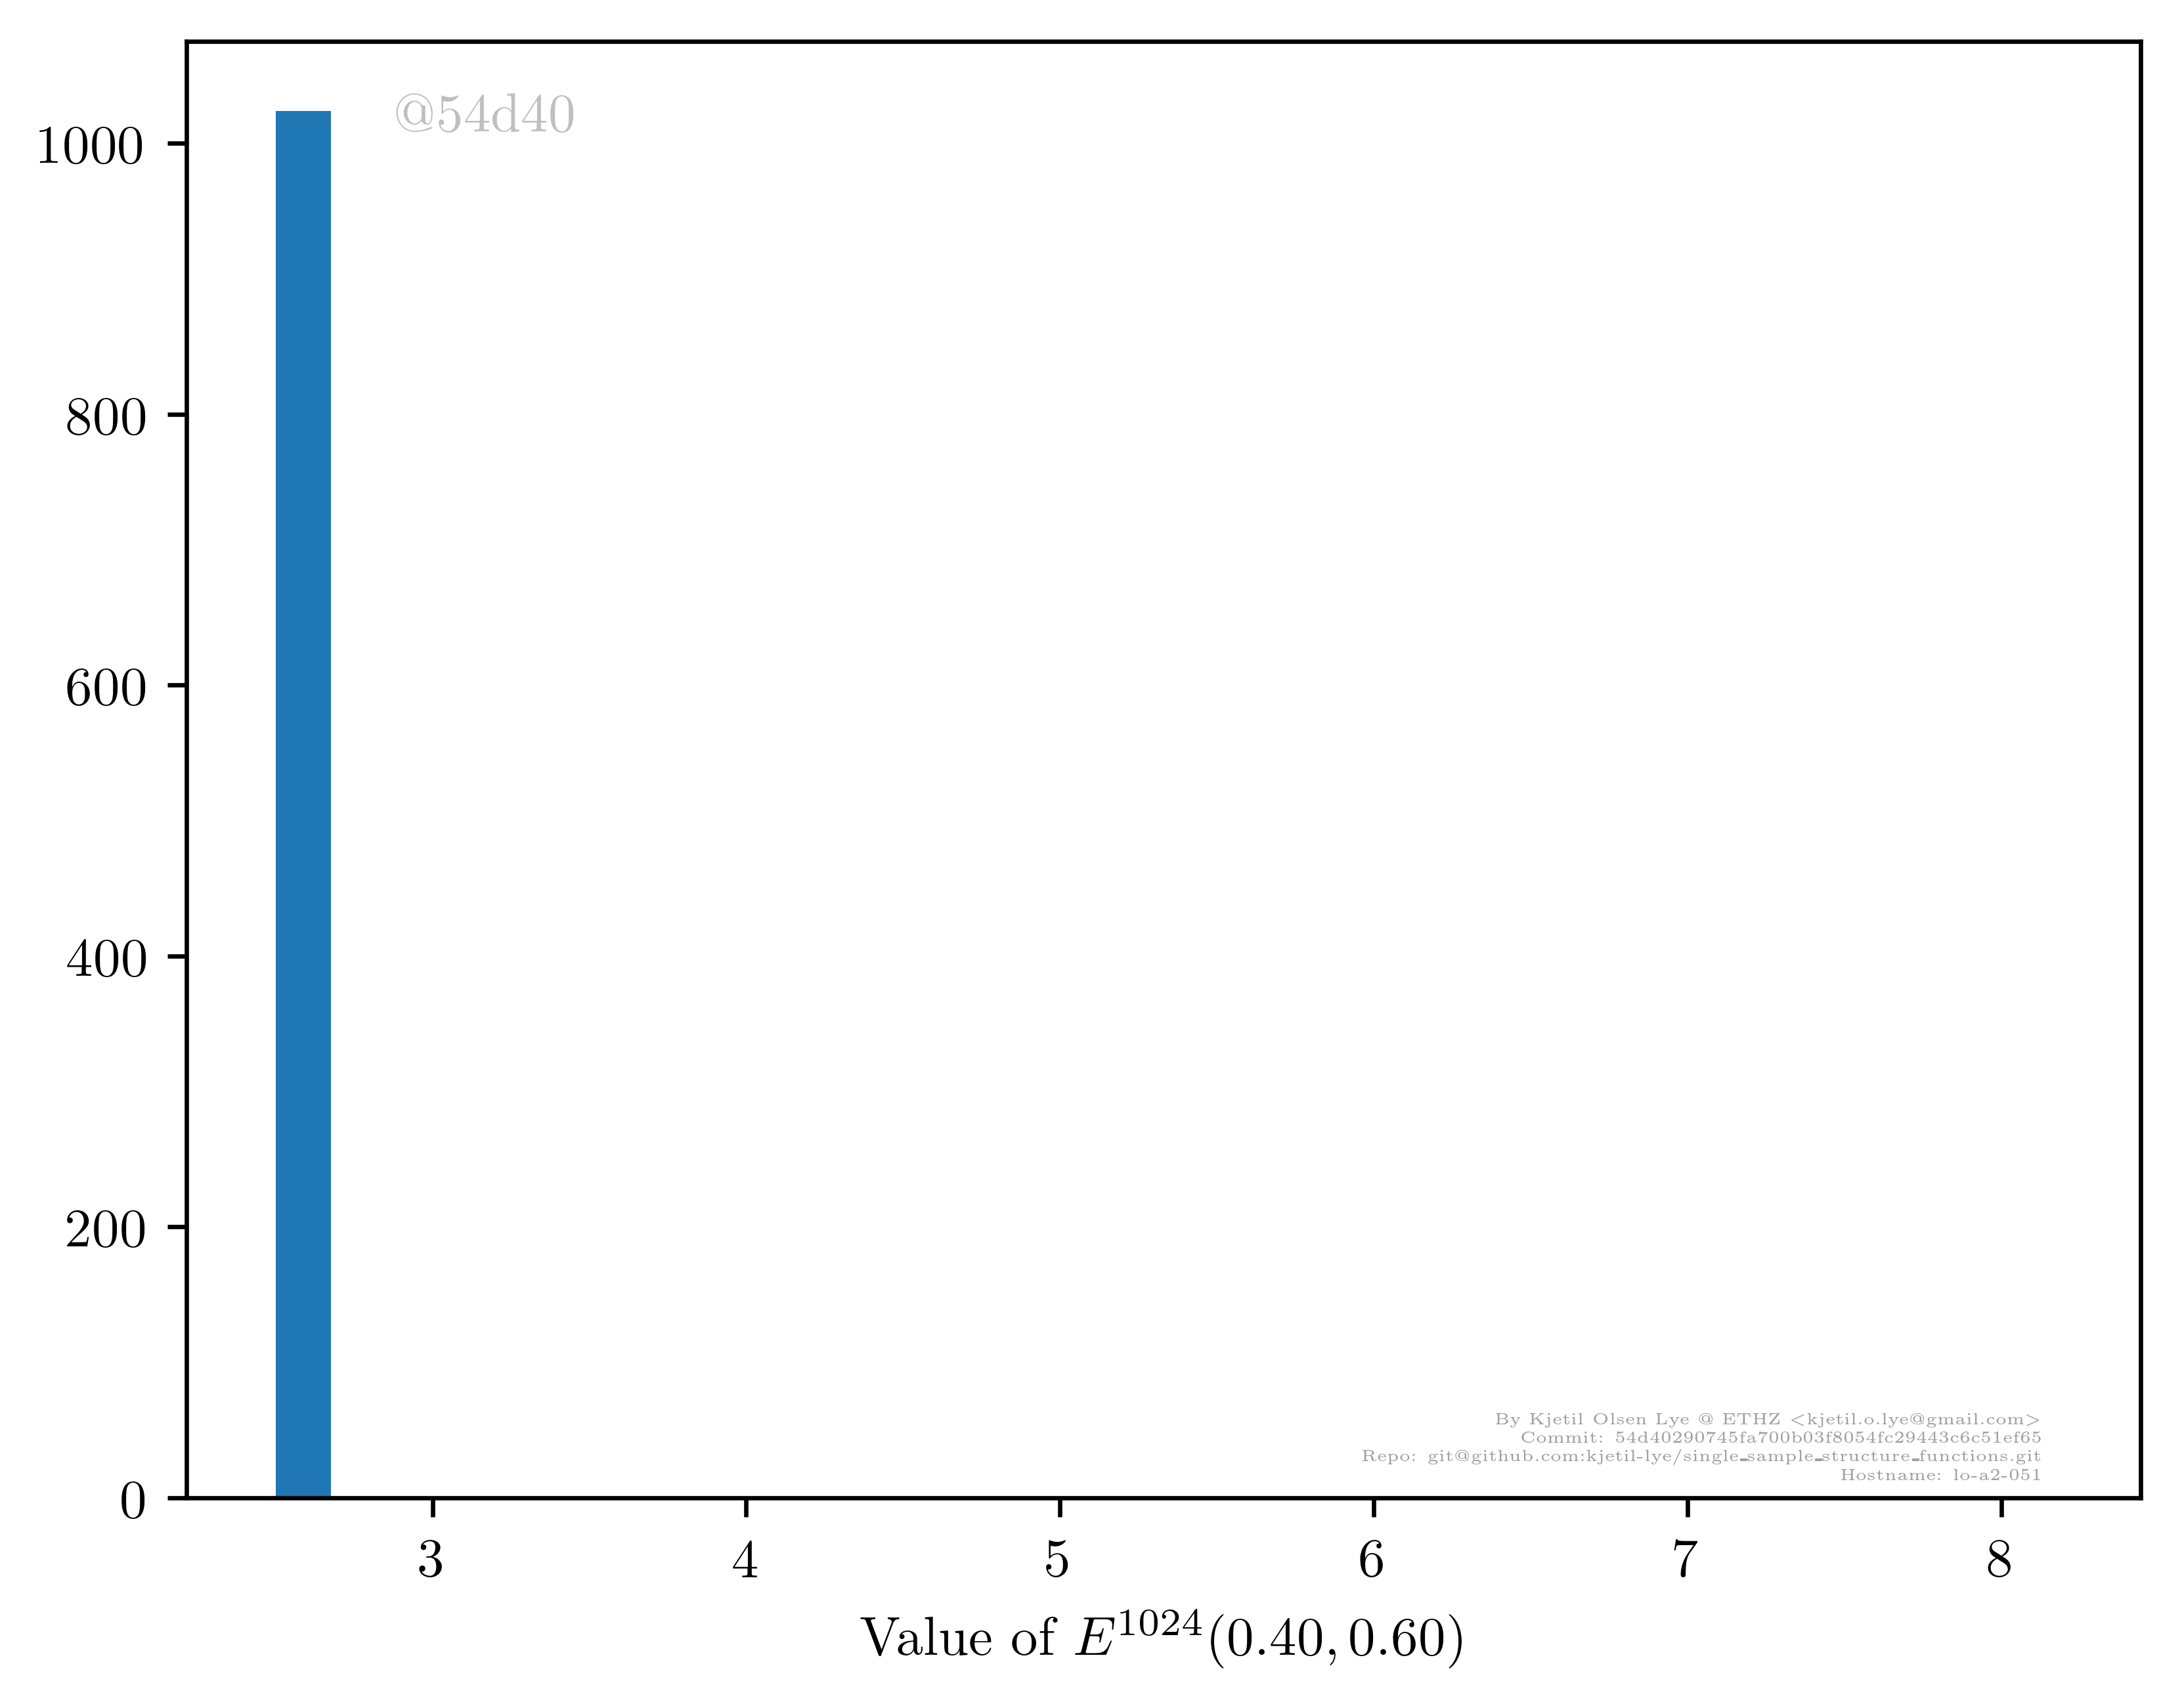 @54d40
1000
800
600
400
200
0
By Kjetil Olsen Lye @ ETHZ <kjetil.o.lye@gmail.com>
Commit: 54d40290745fa700b03f8054fc29443c6c51ef65
Repo: git@github.com:kjetil-lye/single_sample_structure_functions.git
Hostname: lo-a2-051
3 4 5 6 7 8
Value of E^1024(0.40, 0.60)